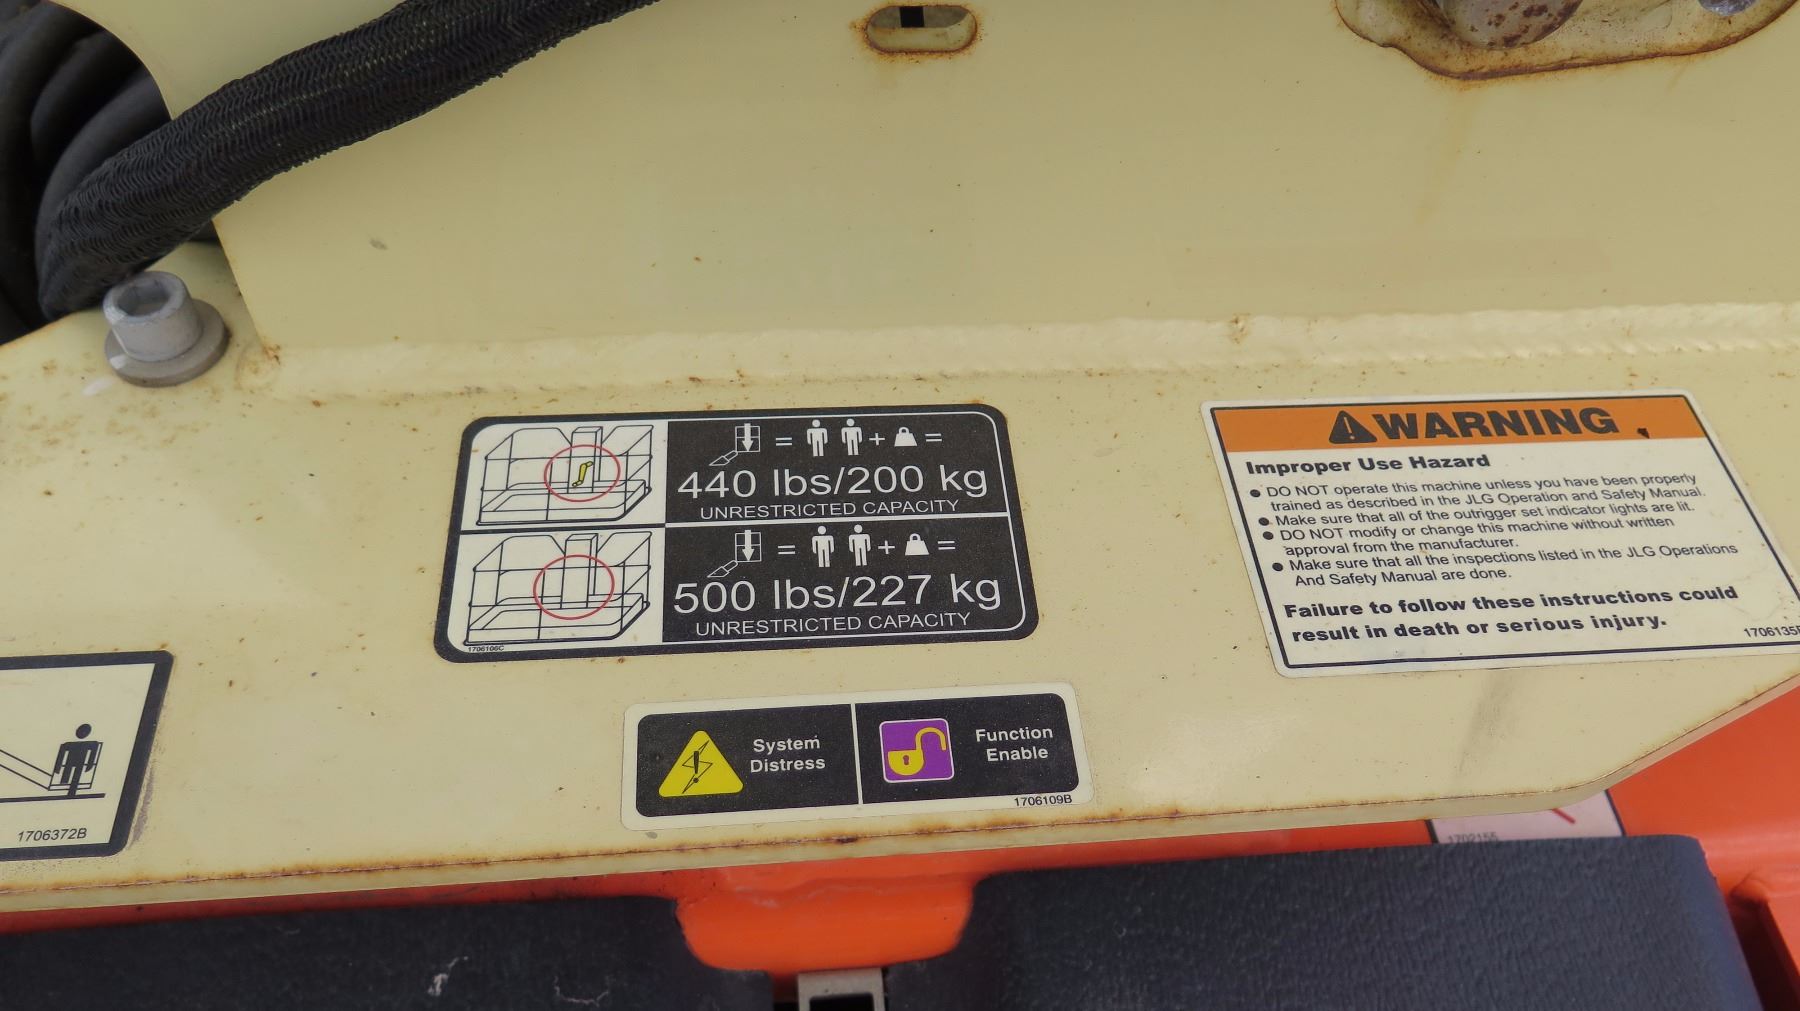 440 lbs/200 kg
UNRESTRICTED CAPACITY
500 lbs/227 kg
UNRESTRICTED CAPACITY
1706106C
WARNING
Improper Use Hazard
DO NOT operate this machine unless you have been properly
trained as described in the JLG Operation and Safety Manual.
Make sure that all of the outrigger set indicator lights are lit.
DO NOT modify or change this machine without written
approval from the manufacturer.
Make sure that all the inspections listed in the JLG Operations
And Safety Manual are done.
Failure to follow these instructions could
result in death or serious injury.
1706135
System
Distress
Function
Enable
1706109B
1706372B
1702155